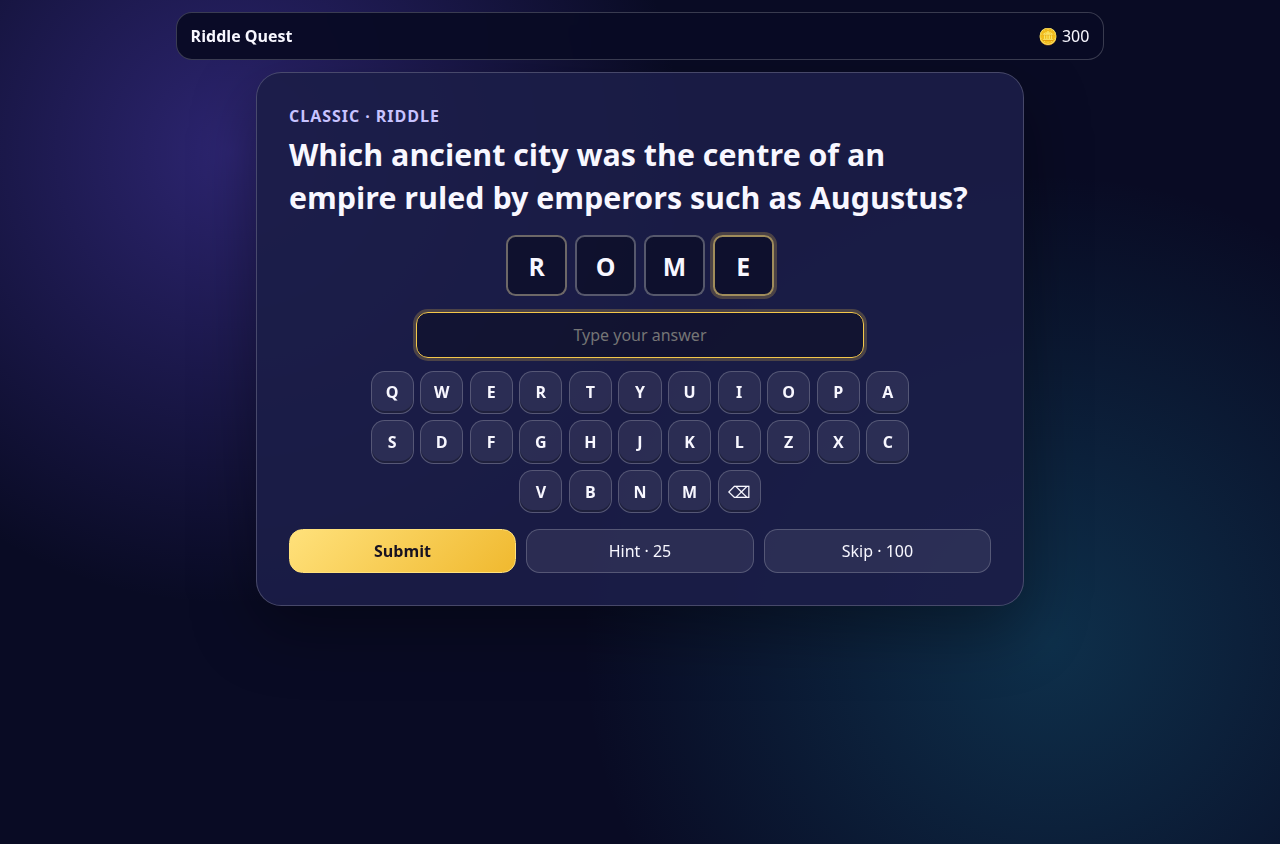 Riddle Quest
🪙 300
CLASSIC · RIDDLE
Which ancient city was the centre of an
empire ruled by emperors such as Augustus?
R O M E
Type your answer
Q W E R T Y U I O P A
S D F G H J K L Z X C
V B N M ⌫
Submit Hint · 25 Skip · 100